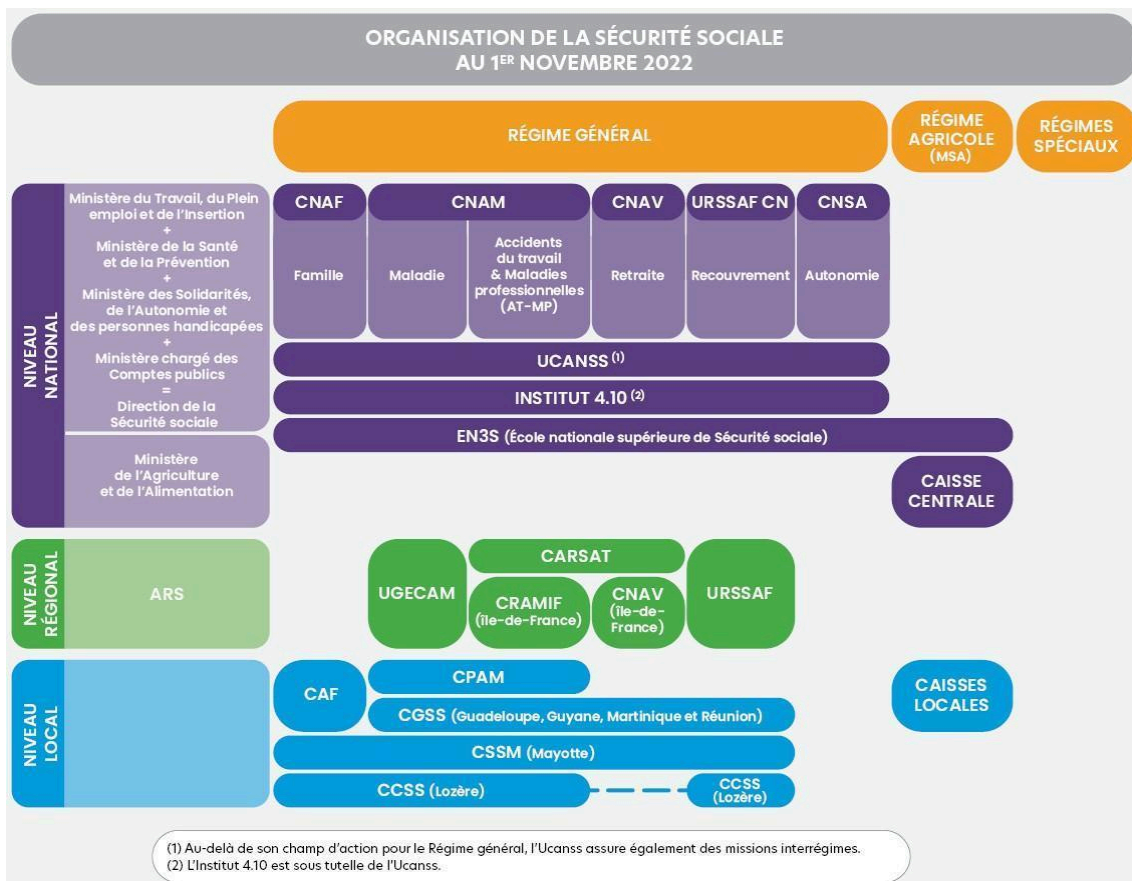 ORGANISATION DE LA SÉCURITÉ SOCIALE
AU 1ER NOVEMBRE 2022
RÉGIME GÉNÉRAL
RÉGIME
AGRICOLE
(MSA)
RÉGIMES
SPÉCIAUX
NIVEAU
NATIONAL
Ministère du Travail, du Plein
emploi et de l'Insertion
+
Ministère de la Santé
et de la Prévention
+
Ministère des Solidarités,
de l'Autonomie et
des personnes handicapées
+
Ministère chargé des
Comptes publics
=
Direction de la
Sécurité sociale
Ministère
de l'Agriculture
et de l'Alimentation
CNAF
Famille
CNAM
Maladie
Accidents
du travail
& Maladies
professionnelles
(AT-MP)
CNAV
Retraite
URSSAF CN
Recouvrement
CNSA
Autonomie
UCANSS (1)
INSTITUT 4.10 (2)
EN3S (École nationale supérieure de Sécurité sociale)
CAISSE
CENTRALE
NIVEAU
RÉGIONAL
ARS
UGECAM
CARSAT
CRAMIF
(île-de-France)
CNAV
(île-de-
France)
URSSAF
NIVEAU
LOCAL
CAF
CPAM
CGSS (Guadeloupe, Guyane, Martinique et Réunion)
CSSM (Mayotte)
CCSS (Lozère)
CCSS
(Lozère)
CAISSES
LOCALES
(1) Au-delà de son champ d'action pour le Régime général, l'Ucanss assure également des missions interrégimes.
(2) L'Institut 4.10 est sous tutelle de l'Ucanss.